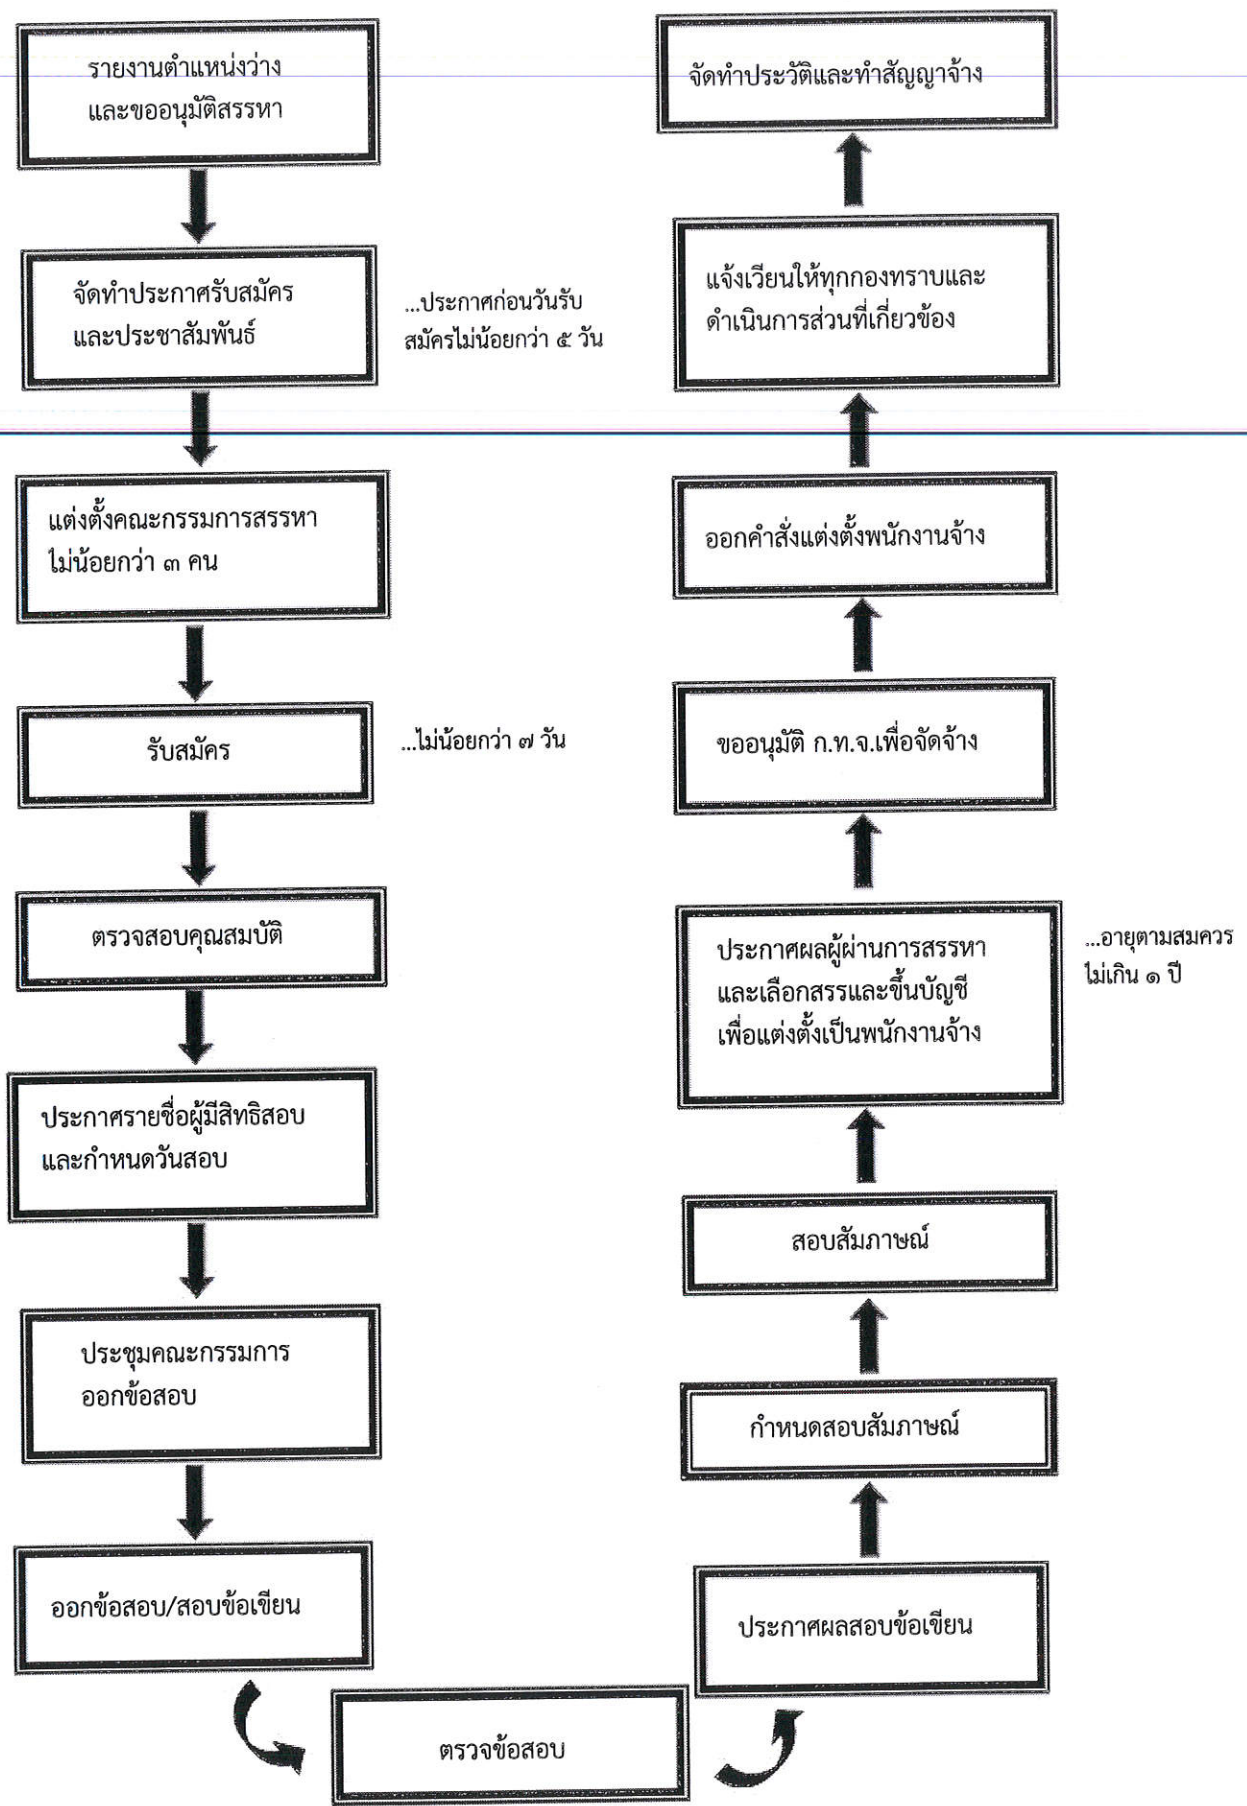 รายงานตำแหน่งว่าง
และขออนุมัติสรรหา
จัดทำประกาศรับสมัคร
และประชาสัมพันธ์
...ประกาศก่อนวันรับ
สมัครไม่น้อยกว่า ๕ วัน
แต่งตั้งคณะกรรมการสรรหา
ไม่น้อยกว่า ๓ คน
รับสมัคร
...ไม่น้อยกว่า ๗ วัน
ตรวจสอบคุณสมบัติ
ประกาศรายชื่อผู้มีสิทธิสอบ
และกำหนดวันสอบ
ประชุมคณะกรรมการ
ออกข้อสอบ
ออกข้อสอบ/สอบข้อเขียน
ตรวจข้อสอบ
ประกาศผลสอบข้อเขียน
กำหนดสอบสัมภาษณ์
สอบสัมภาษณ์
ประกาศผลผู้ผ่านการสรรหา
และเลือกสรรและขึ้นบัญชี
เพื่อแต่งตั้งเป็นพนักงานจ้าง
...อายุตามสมควร
ไม่เกิน ๑ ปี
ขออนุมัติ ก.ท.จ.เพื่อจัดจ้าง
ออกคำสั่งแต่งตั้งพนักงานจ้าง
แจ้งเวียนให้ทุกกองทราบและ
ดำเนินการส่วนที่เกี่ยวข้อง
จัดทำประวัติและทำสัญญาจ้าง